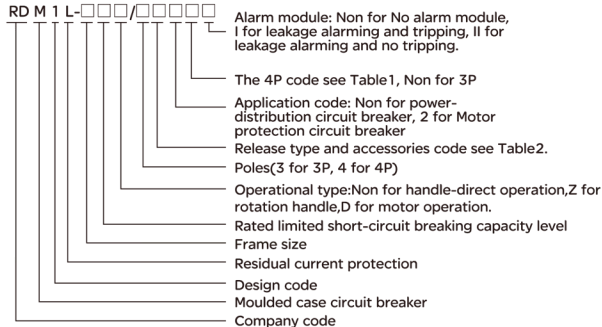 RD M 1 L-□□□/□□□□□
Alarm module: Non for No alarm module,
I for leakage alarming and tripping, II for
leakage alarming and no tripping.
The 4P code see Table1, Non for 3P
Application code: Non for power-
distribution circuit breaker, 2 for Motor
protection circuit breaker
Release type and accessories code see Table2.
Poles(3 for 3P, 4 for 4P)
Operational type:Non for handle-direct operation,Z for
rotation handle,D for motor operation.
Rated limited short-circuit breaking capacity level
Frame size
Residual current protection
Design code
Moulded case circuit breaker
Company code